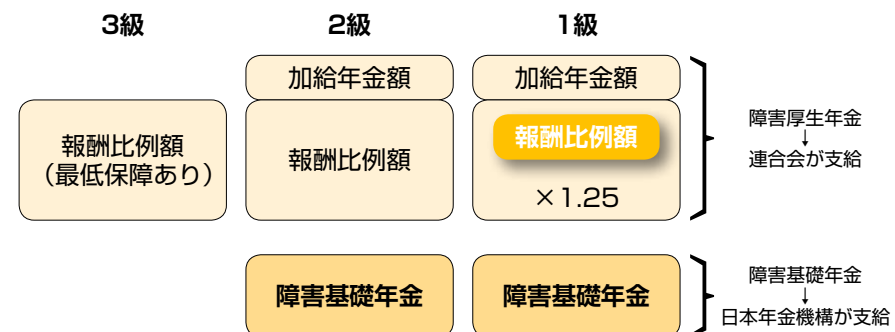 3級
2級
1級
加給年金額
加給年金額
報酬比例額
(最低保障あり)
報酬比例額
報酬比例額
×1.25
障害厚生年金
↓
連合会が支給
障害基礎年金
障害基礎年金
障害基礎年金
↓
日本年金機構が支給